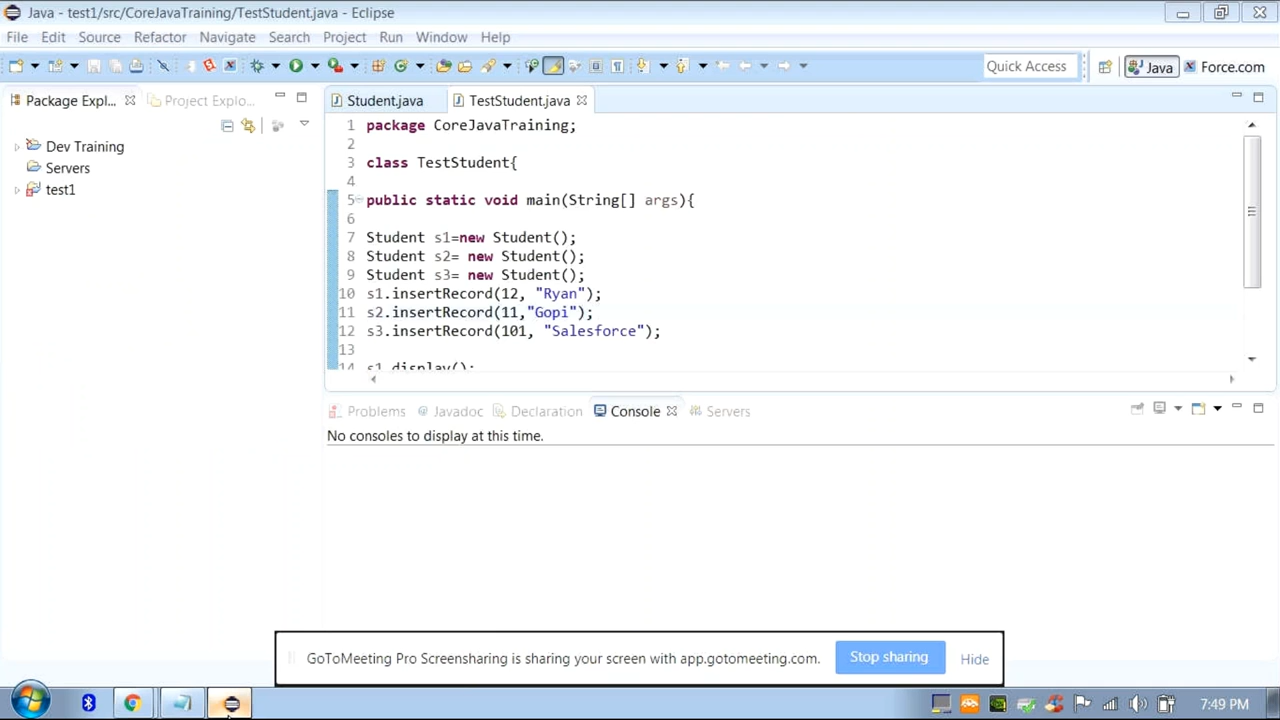 Java - test1/src/CoreJavaTraining/TestStudent.java - Eclipse
File Edit Source Refactor Navigate Search Project Run Window Help
Quick Access Java Force.com
Package Expl... Project Explo...
Dev Training
Servers
test1
Student.java TestStudent.java
1 package CoreJavaTraining;
2
3 class TestStudent{
4
5 public static void main(String[] args){
6
7 Student s1=new Student();
8 Student s2= new Student();
9 Student s3= new Student();
10 s1.insertRecord(12, "Ryan");
11 s2.insertRecord(11,"Gopi");
12 s3.insertRecord(101, "Salesforce");
13
14 s1.display();
Problems @ Javadoc Declaration Console Servers
No consoles to display at this time.
GoToMeeting Pro Screensharing is sharing your screen with app.gotomeeting.com. Stop sharing Hide
7:49 PM